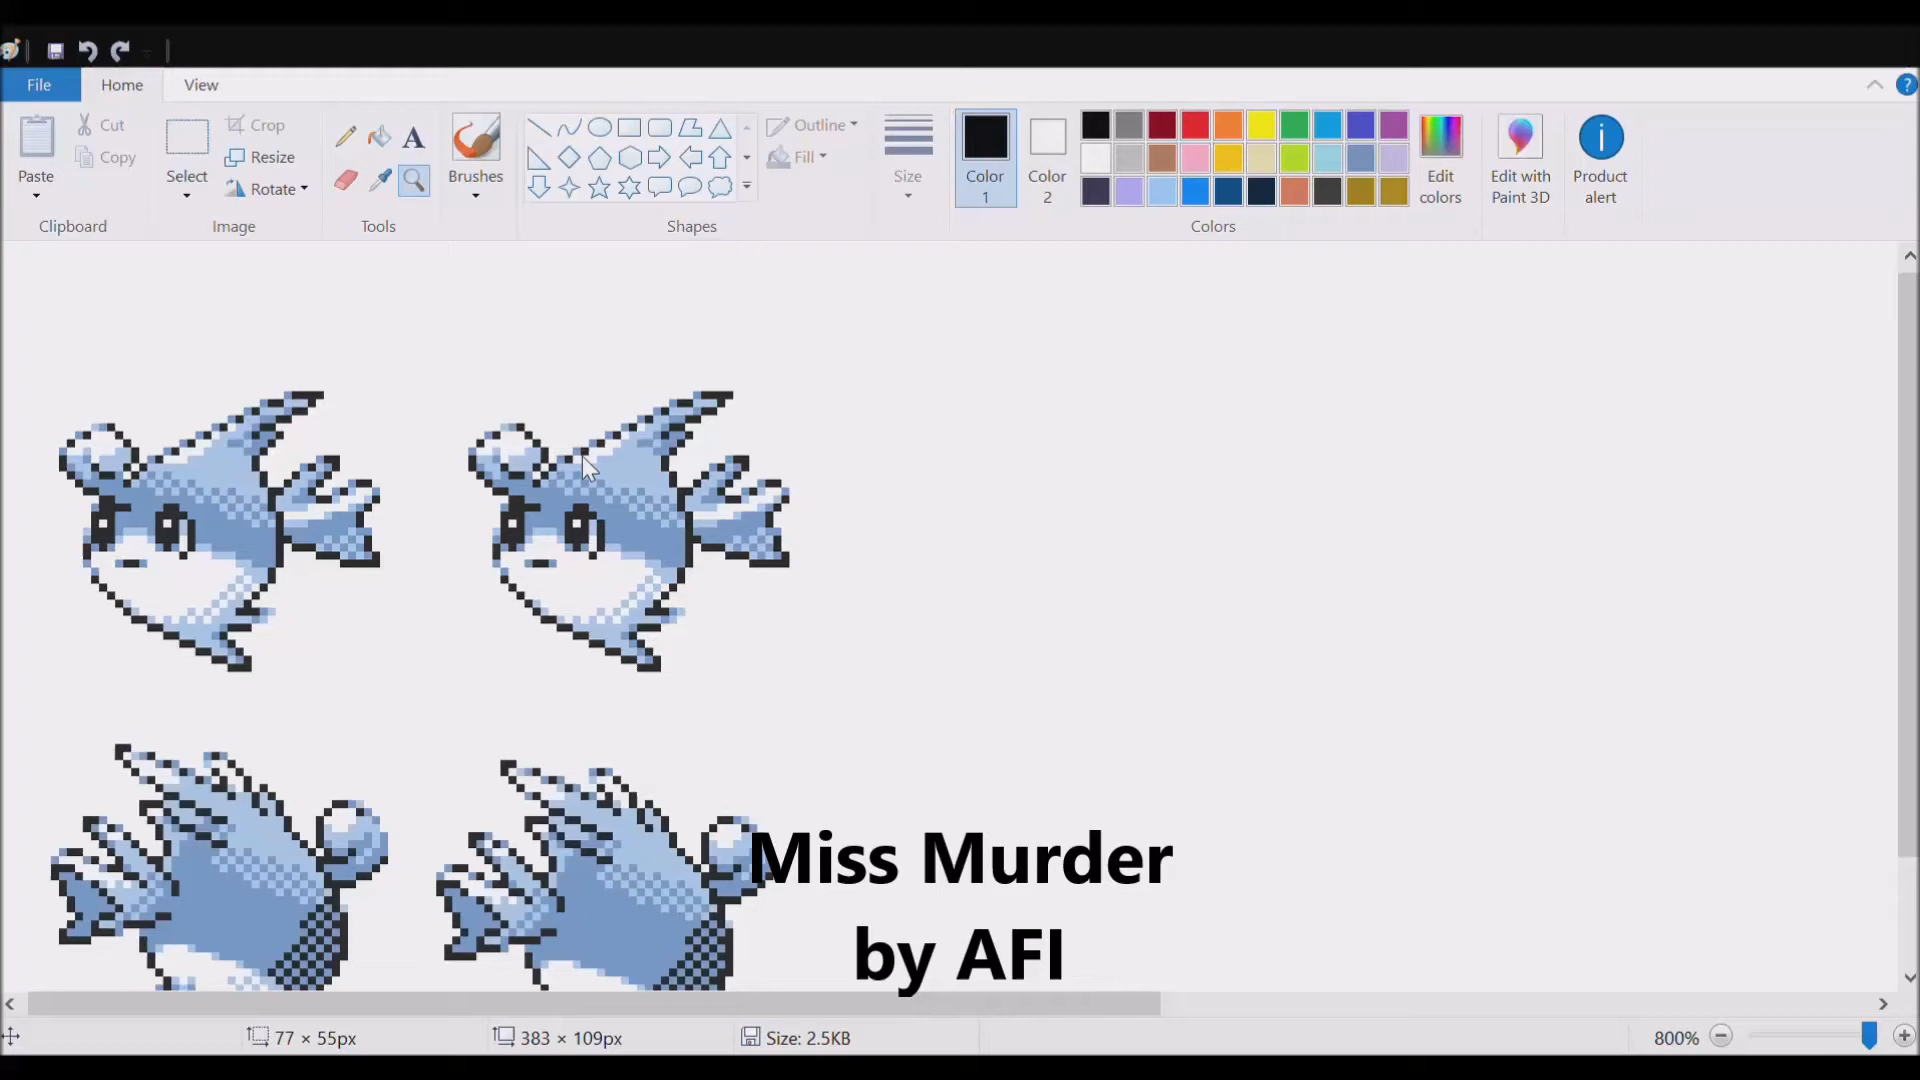 File Home View
Paste
Cut
Copy
Clipboard
Select
Crop
Resize
Rotate
Image
A
Tools
Brushes
Shapes
Outline
Fill
Size
Color
1
Color
2
Colors
Edit
colors
Edit with
Paint 3D
Product
alert
Miss Murder
by AFI
77 × 55px
383 × 109px
Size: 2.5KB
800%